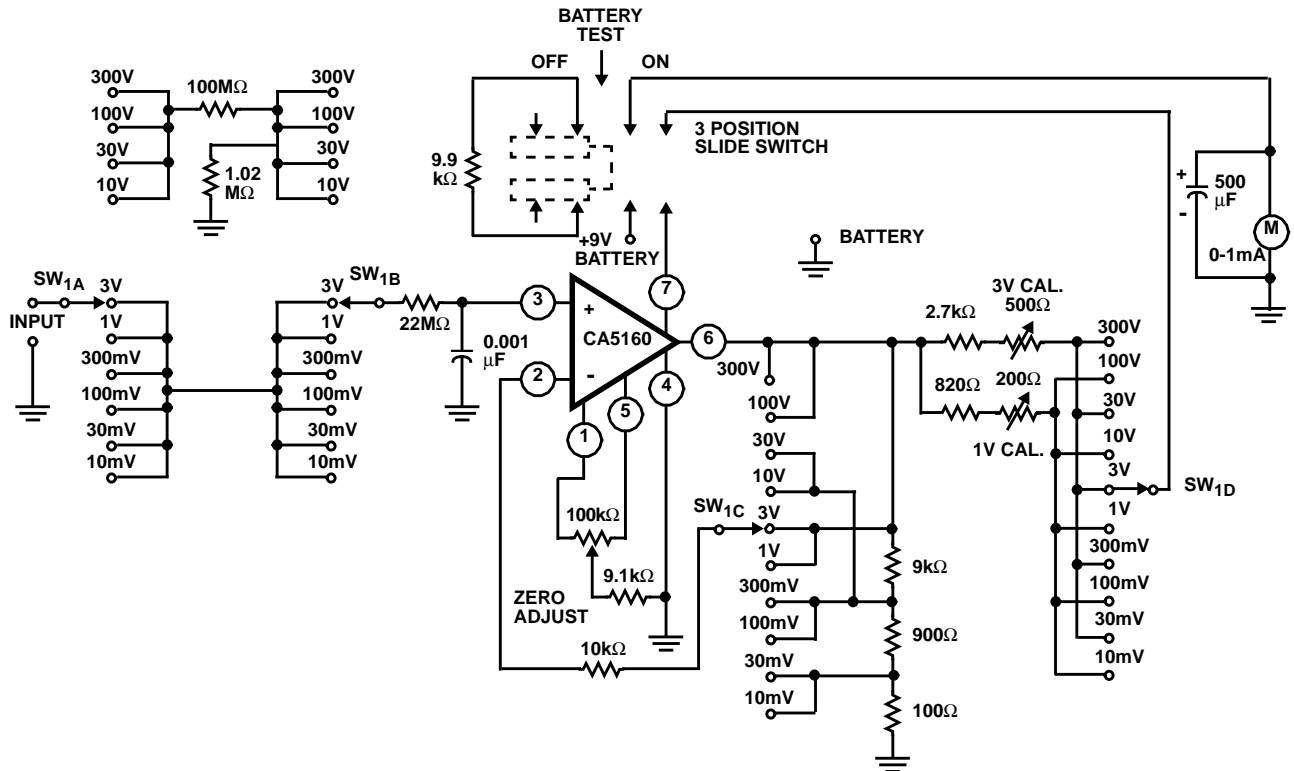 BATTERY
TEST
OFF
ON
300V
100V
30V
10V
100MΩ
1.02
MΩ
300V
100V
30V
10V
9.9
kΩ
3 POSITION
SLIDE SWITCH
+9V
BATTERY
BATTERY
+
-
500
µF
M
0-1mA
SW1A
INPUT
3V
1V
300mV
100mV
30mV
10mV
SW1B
3V
1V
300mV
100mV
30mV
10mV
22MΩ
0.001
µF
3
2
+
-
CA5160
7
6
4
5
1
100kΩ
9.1kΩ
ZERO
ADJUST
10kΩ
SW1C
300V
100V
30V
10V
3V
1V
300mV
100mV
30mV
10mV
9kΩ
900Ω
100Ω
2.7kΩ
3V CAL.
500Ω
820Ω
200Ω
1V CAL.
300V
100V
30V
10V
3V
1V
300mV
100mV
30mV
10mV
SW1D